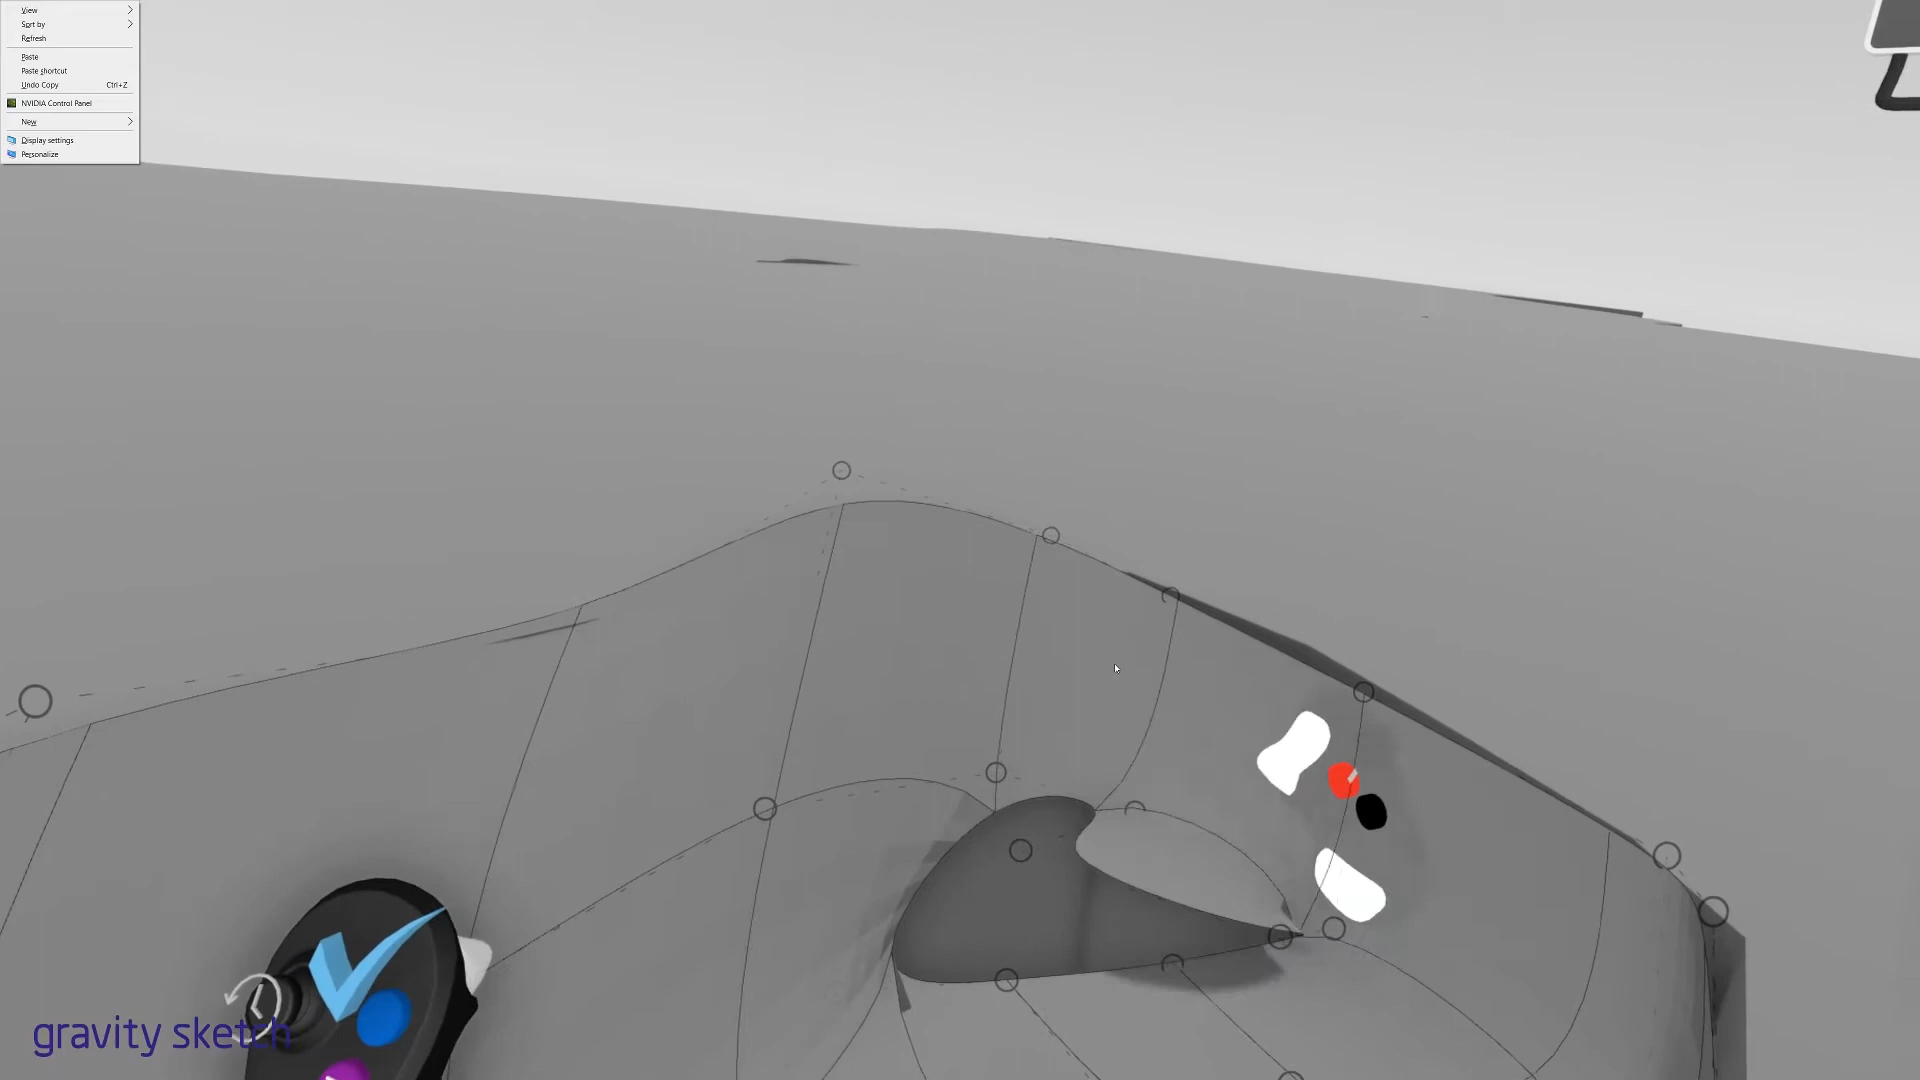 View
Sort by
Refresh
Paste
Paste shortcut
Undo Copy Ctrl+Z
NVIDIA Control Panel
New
Display settings
Personalize
gravity sketch